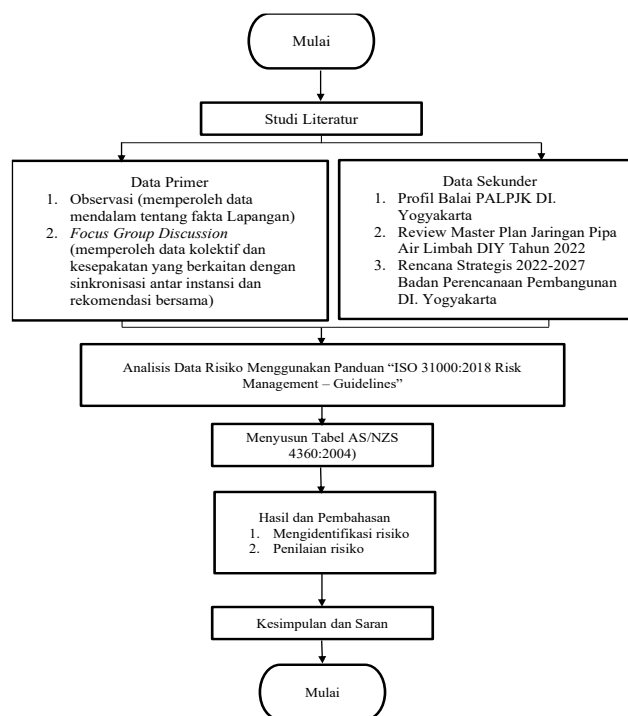 Mulai
Studi Literatur
Data Primer
1. Observasi (memperoleh data
mendalam tentang fakta Lapangan)
2. Focus Group Discussion
(memperoleh data kolektif dan
kesepakatan yang berkaitan dengan
sinkronisasi antar instansi dan
rekomendasi bersama)
Data Sekunder
1. Profil Balai PALPJK DI.
Yogyakarta
2. Review Master Plan Jaringan Pipa
Air Limbah DIY Tahun 2022
3. Rencana Strategis 2022-2027
Badan Perencanaan Pembangunan
DI. Yogyakarta
Analisis Data Risiko Menggunakan Panduan “ISO 31000:2018 Risk
Management – Guidelines”
Menyusun Tabel AS/NZS
4360:2004)
Hasil dan Pembahasan
1. Mengidentifikasi risiko
2. Penilaian risiko
Kesimpulan dan Saran
Mulai